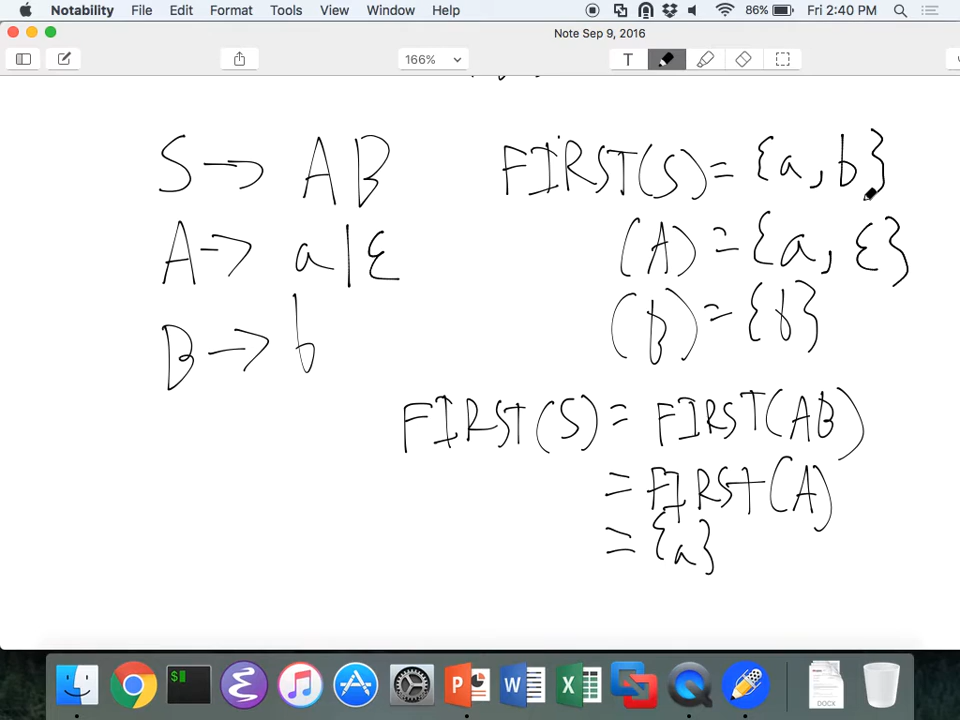 Notability File Edit Format Tools View Window Help 86% Fri 2:40 PM
Note Sep 9, 2016
166% T
S → AB FIRST(S) = {a, b}
A → a|ε (A) = {a, ε}
B → b (B) = {b}
FIRST(S) = FIRST(AB)
= FIRST(A)
= {a}
$
P W X
DOCX